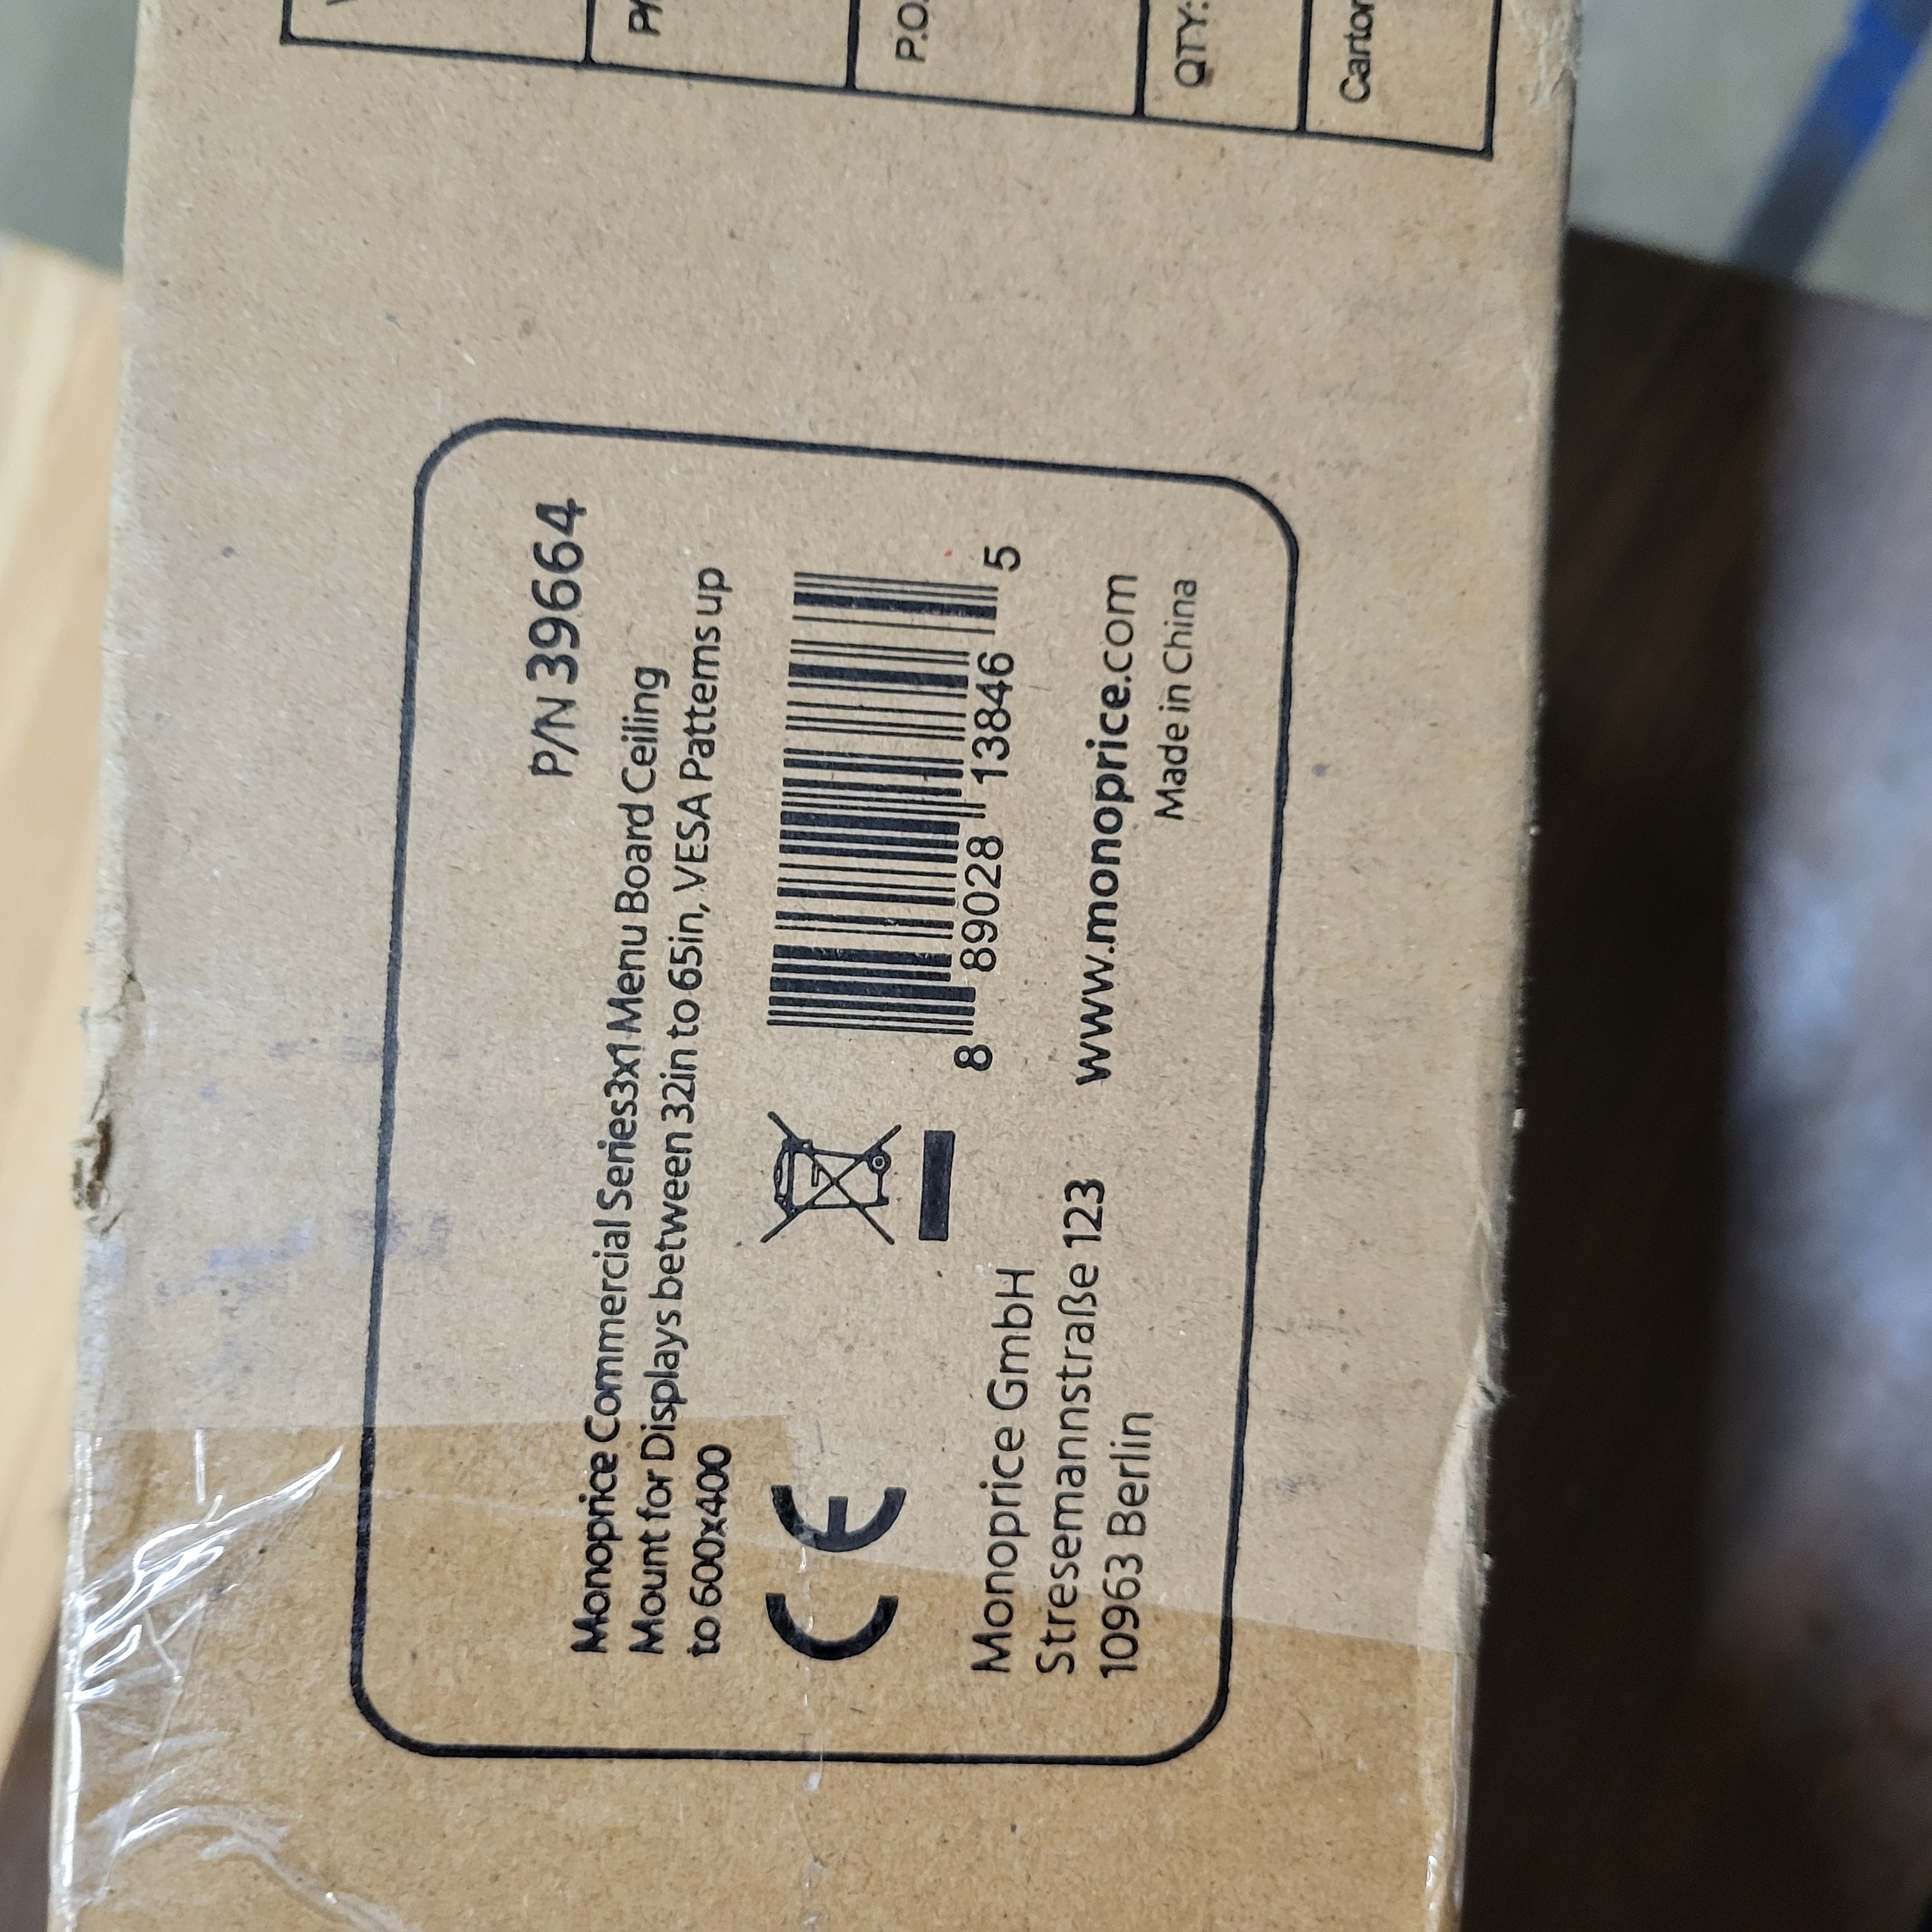 P/N 39664
Monoprice Commercial Series3x1 Menu Board Ceiling
Mount for Displays between 32in to 65in, VESA Patterns up
to 600x400
CE
8 89028 13846 5
Monoprice GmbH
Stresemannstraße 123
10963 Berlin
www.monoprice.com
Made in China
P.O.
QTY:
Carton